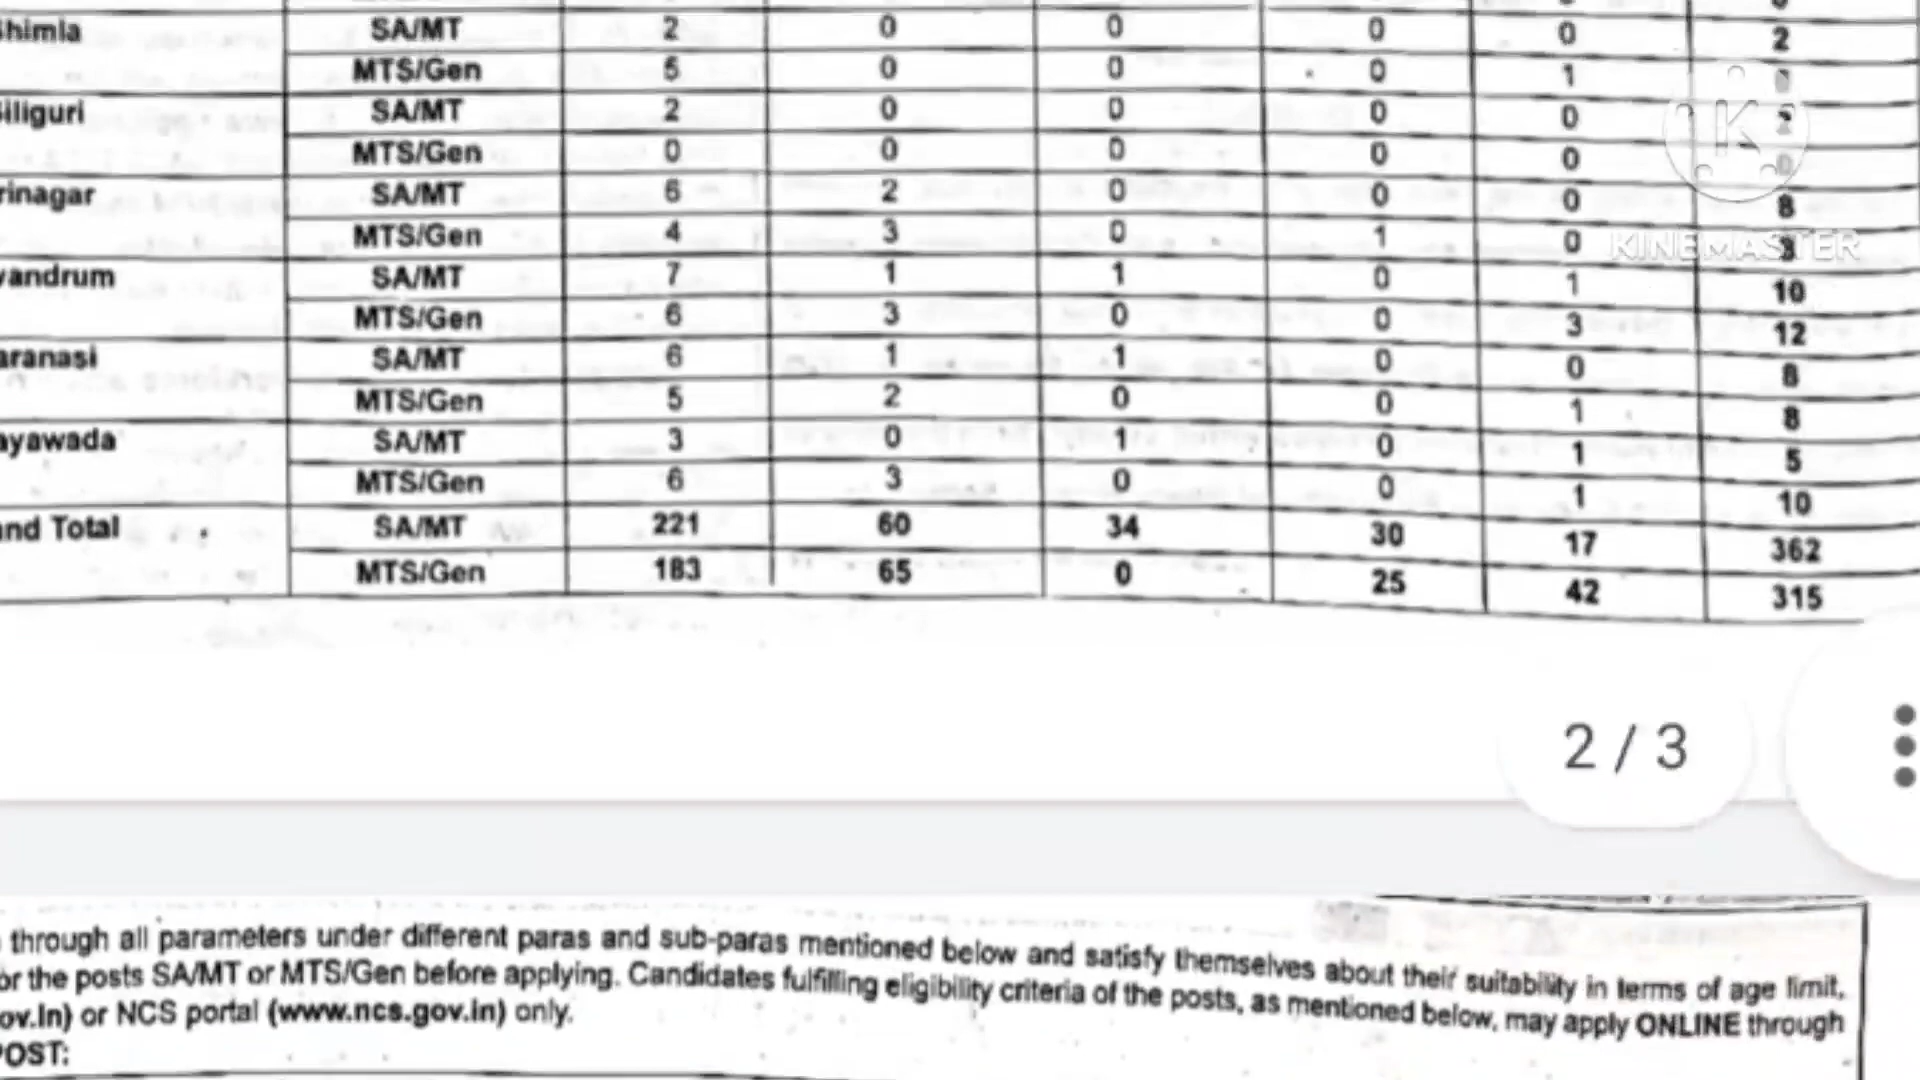 Shimla SA/MT 2 0 0 0 0 2
MTS/Gen 5 0 0 0 1
Siliguri SA/MT 2 0 0 0 0
MTS/Gen 0 0 0 0 0 0
rinagar SA/MT 6 2 0 0 0 8
MTS/Gen 4 3 0 1 0
vandrum SA/MT 7 1 1 0 1 10
MTS/Gen 6 3 0 0 3 12
aranasi SA/MT 6 1 1 0 0 8
MTS/Gen 5 2 0 0 1 8
ayawada SA/MT 3 0 1 0 1 5
MTS/Gen 6 3 0 0 1 10
and Total SA/MT 221 60 34 30 17 362
MTS/Gen 183 65 0 25 42 315
KINEMASTER
2 / 3
through all parameters under different paras and sub-paras mentioned below and satisfy themselves about their suitability in terms of age limit,
or the posts SA/MT or MTS/Gen before applying. Candidates fulfilling eligibility criteria of the posts, as mentioned below, may apply ONLINE through
ov.in) or NCS portal (www.ncs.gov.in) only.
POST: